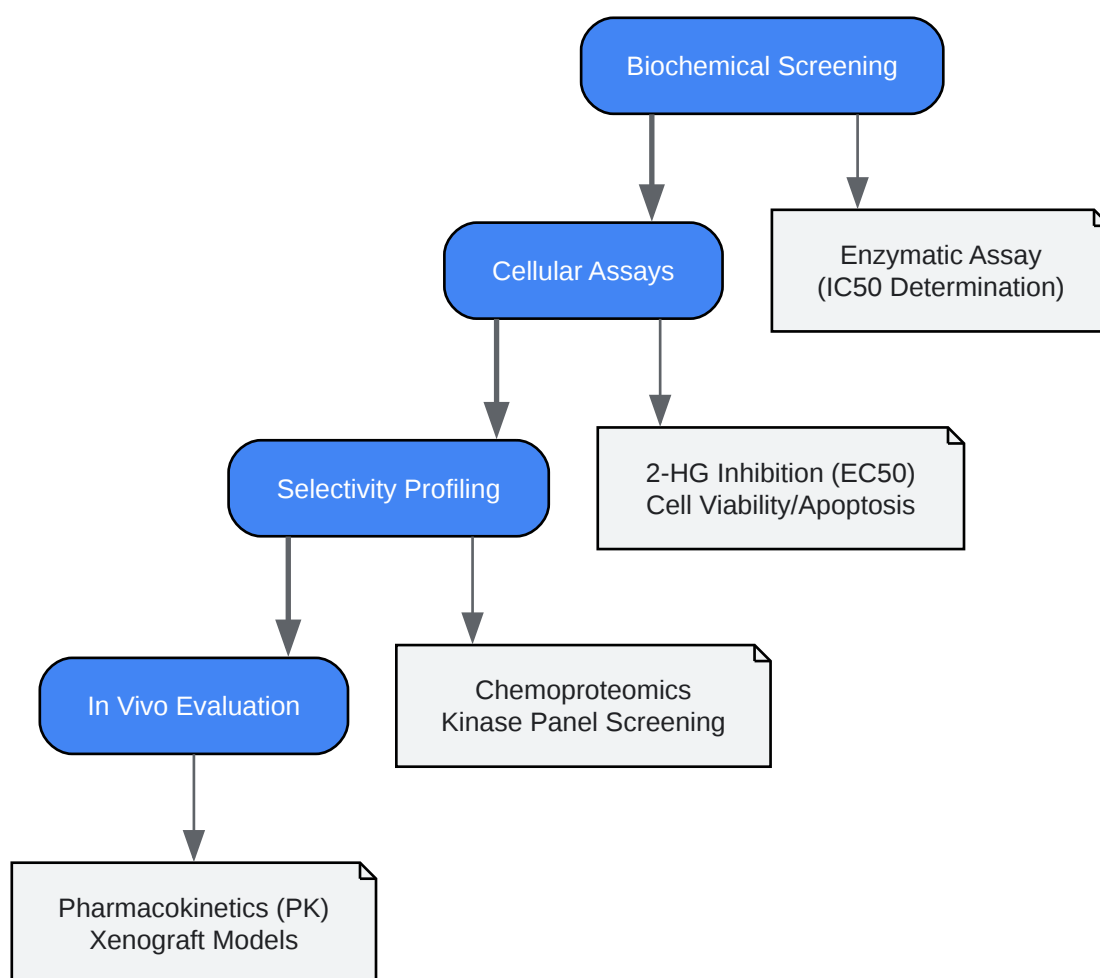 Biochemical Screening
Enzymatic Assay
(IC50 Determination)
Cellular Assays
2-HG Inhibition (EC50)
Cell Viability/Apoptosis
Selectivity Profiling
Chemoproteomics
Kinase Panel Screening
In Vivo Evaluation
Pharmacokinetics (PK)
Xenograft Models